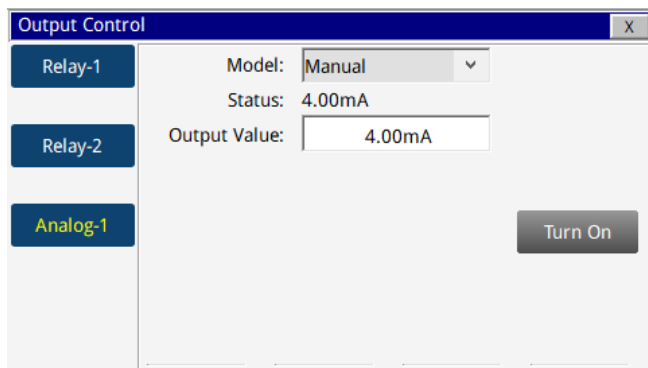 Output Control X
Relay-1
Model: Manual
Status: 4.00mA
Relay-2
Output Value: 4.00mA
Analog-1
Turn On